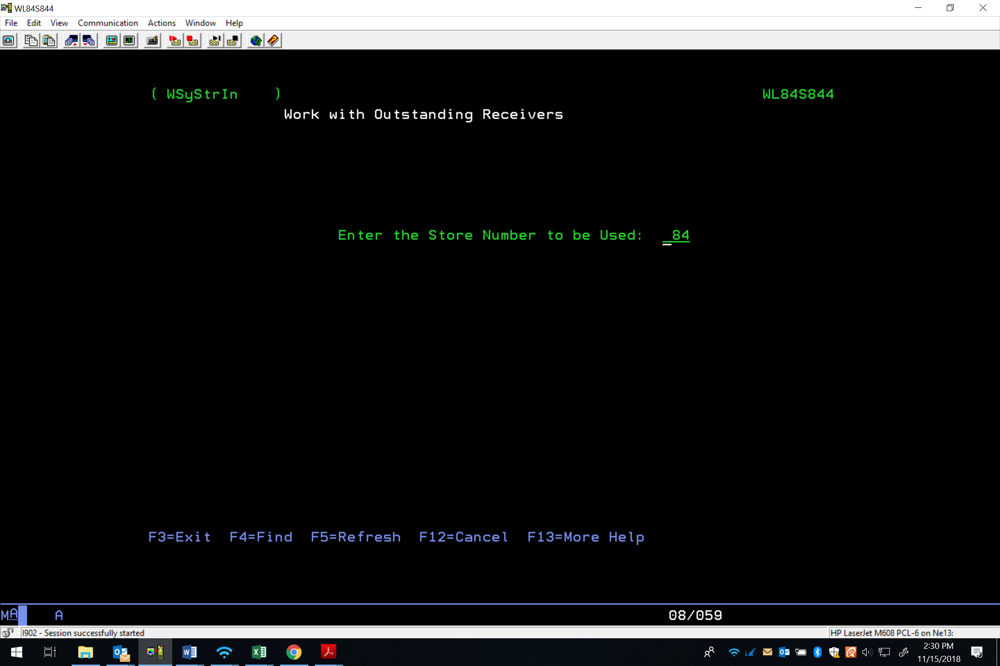 WL84S844
File Edit View Communication Actions Window Help
( WSyStrIn ) WL84S844
Work with Outstanding Receivers
Enter the Store Number to be Used: _84
F3=Exit F4=Find F5=Refresh F12=Cancel F13=More Help
MA A 08/059
I902 - Session successfully started HP LaserJet M608 PCL-6 on Ne13:
2:30 PM
11/15/2018